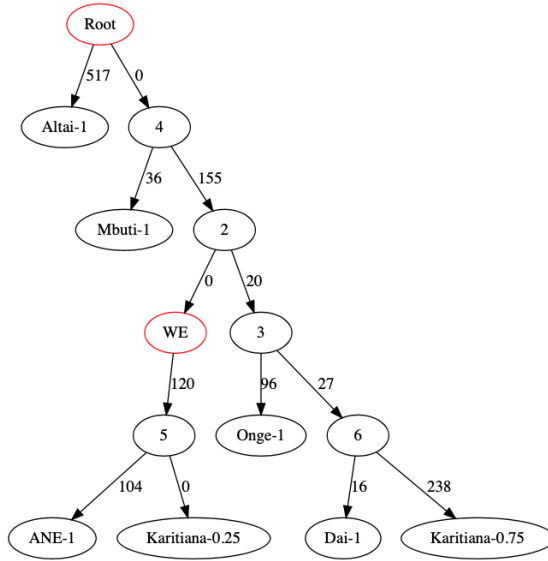 Root
517 0
Altai-1 4
36 155
Mbuti-1 2
0 20
WE 3
120 96 27
5 Onge-1 6
104 0 16 238
ANE-1 Karitiana-0.25 Dai-1 Karitiana-0.75